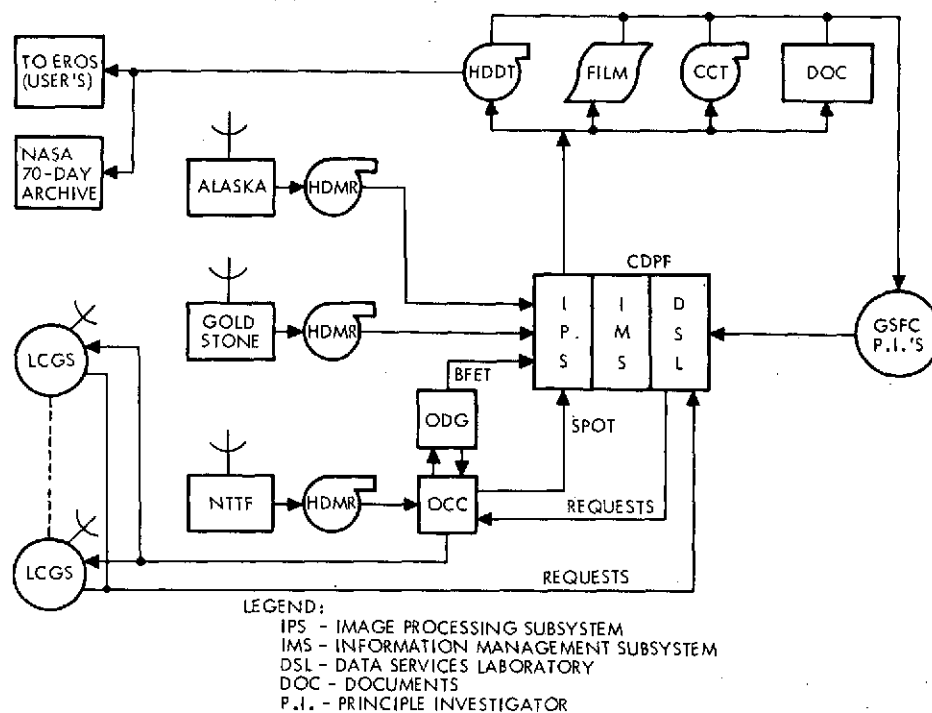 TO EROS
(USER'S)
HDDT
FILM
CCT
DOC
NASA
70-DAY
ARCHIVE
ALASKA
HDMR
CDPF
GOLD
STONE
HDMR
I
P.
S
I
M
S
D
S
L
GSFC
P.I.'S
LCGS
BFET
ODG
SPOT
NTTF
HDMR
OCC
REQUESTS
LCGS
REQUESTS
LEGEND:
IPS - IMAGE PROCESSING SUBSYSTEM
IMS - INFORMATION MANAGEMENT SUBSYSTEM
DSL - DATA SERVICES LABORATORY
DOC - DOCUMENTS
P.I. - PRINCIPLE INVESTIGATOR